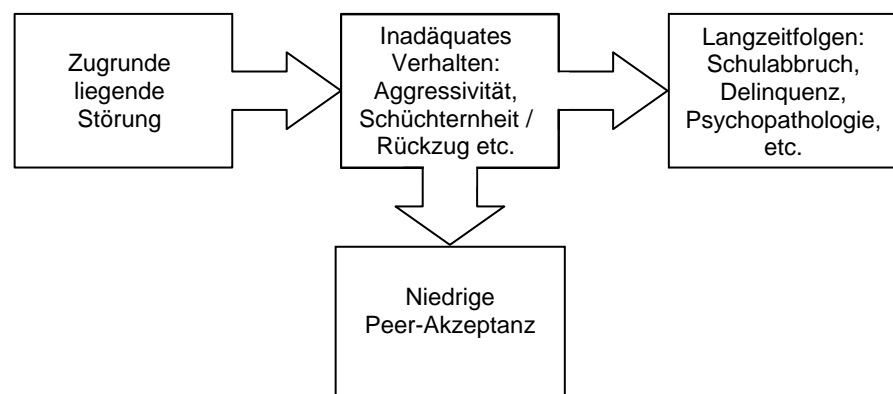 Zugrunde
liegende
Störung
Inadäquates
Verhalten:
Aggressivität,
Schüchternheit /
Rückzug etc.
Langzeitfolgen:
Schulabbruch,
Delinquenz,
Psychopathologie,
etc.
Niedrige
Peer-Akzeptanz